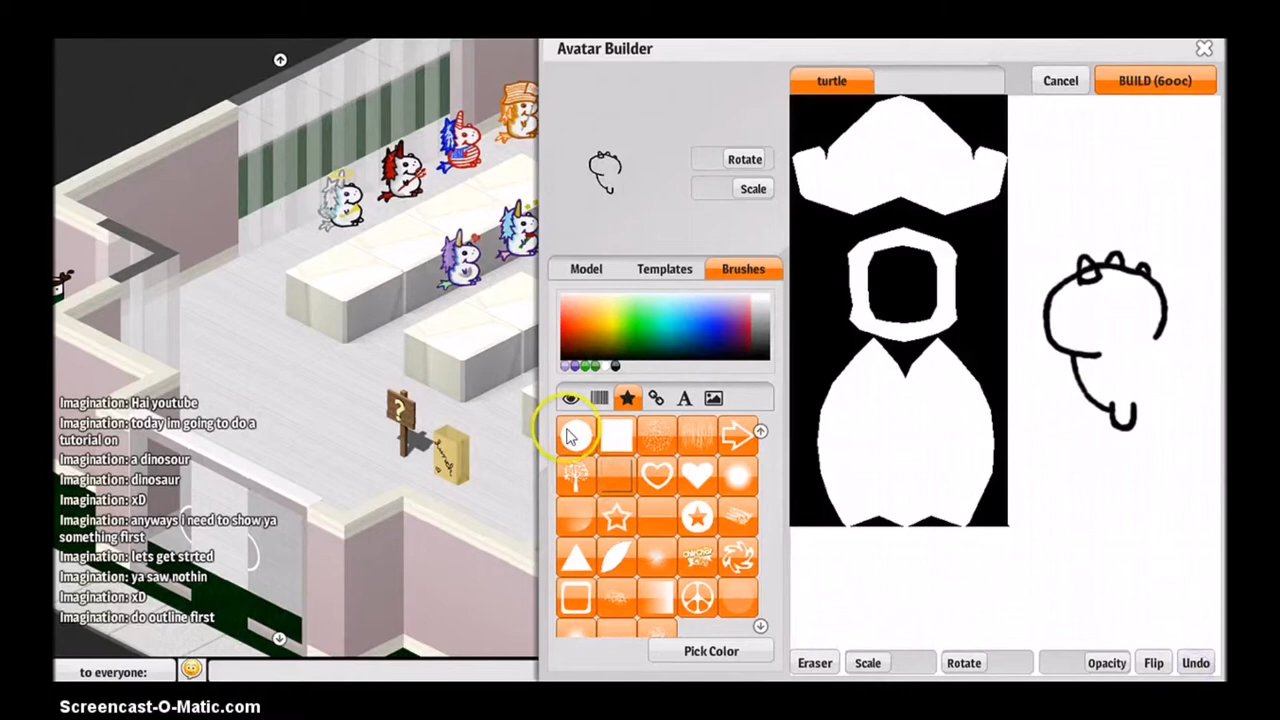 Avatar Builder
turtle
Cancel
BUILD (600c)
Rotate
Scale
Model
Templates
Brushes
?
A
Imagination: Hai youtube
Imagination: today im going to do a
tutorial on
Imagination: a dinosour
Imagination: dinosaur
Imagination: xD
Imagination: anyways i need to show ya
something first
Imagination: lets get strted
Imagination: ya saw nothin
Imagination: xD
Imagination: do outline first
Pick Color
to everyone:
Eraser
Scale
Rotate
Opacity
Flip
Undo
Screencast-O-Matic.com